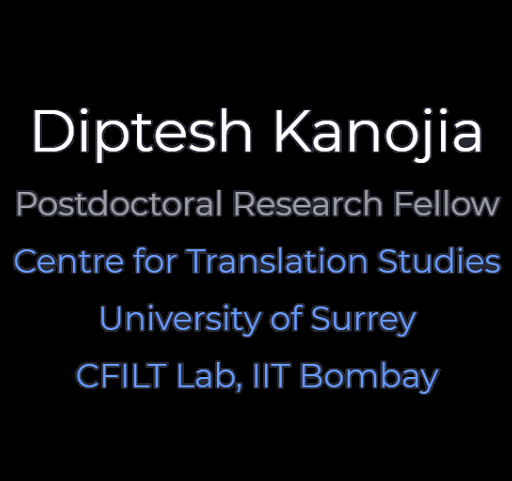 Diptesh Kanojia
Postdoctoral Research Fellow
Centre for Translation Studies
University of Surrey
CFILT Lab, IIT Bombay